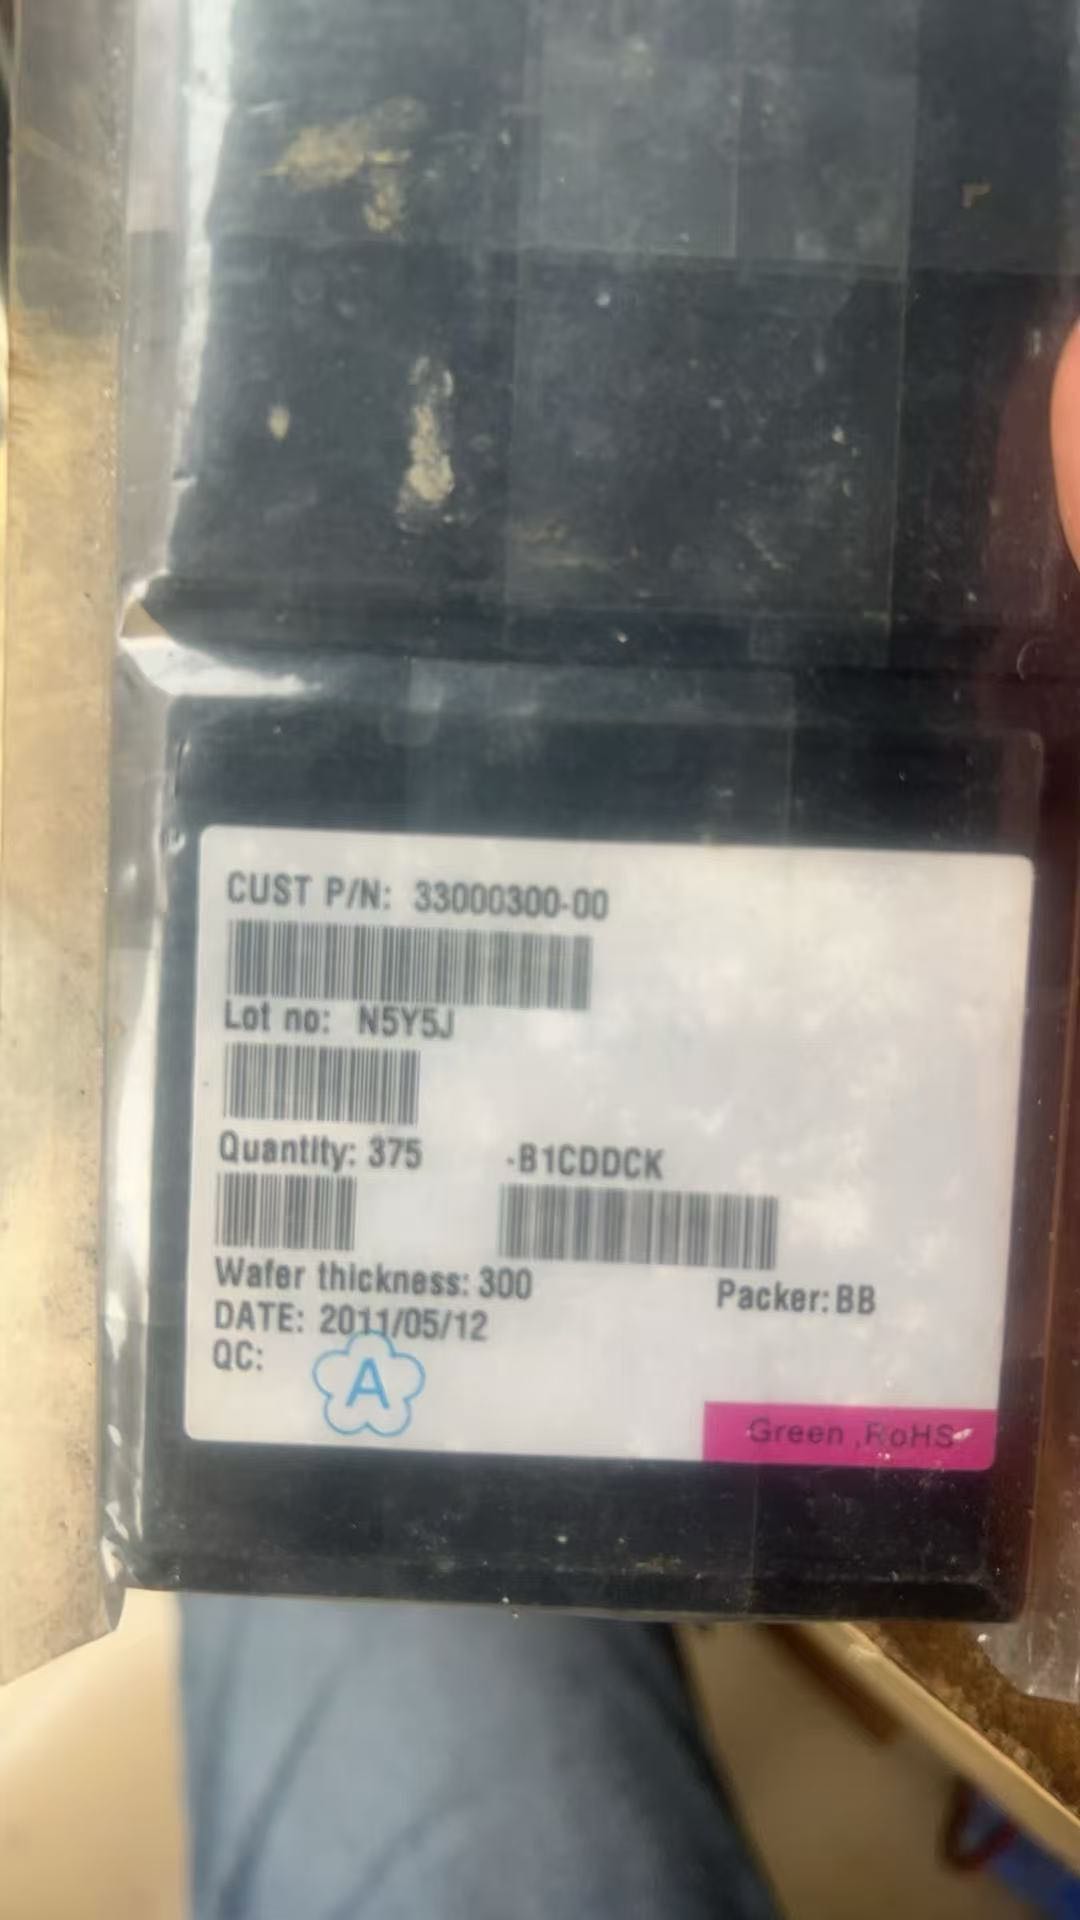 CUST P/N: 33000300-00
Lot no: N5Y5J
Quantity: 375 -B1CDDCK
Wafer thickness: 300 Packer: BB
DATE: 2011/05/12
QC: A
Green ,RoHS